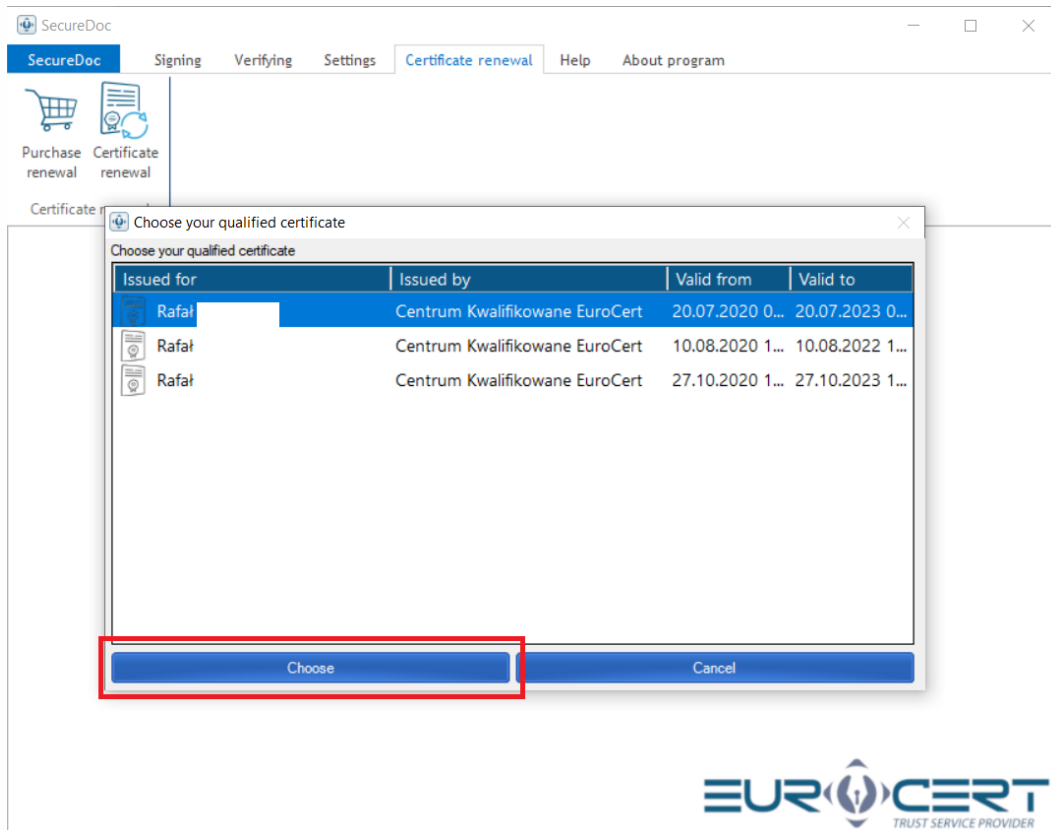 SecureDoc
SecureDoc Signing Verifying Settings Certificate renewal Help About program
Purchase renewal
Certificate renewal
Certificate
Choose your qualified certificate
Choose your qualified certificate
Issued for Issued by Valid from Valid to
Rafał Centrum Kwalifikowane EuroCert 20.07.2020 0... 20.07.2023 0...
Rafał Centrum Kwalifikowane EuroCert 10.08.2020 1... 10.08.2022 1...
Rafał Centrum Kwalifikowane EuroCert 27.10.2020 1... 27.10.2023 1...
Choose Cancel
EUROCERT
TRUST SERVICE PROVIDER